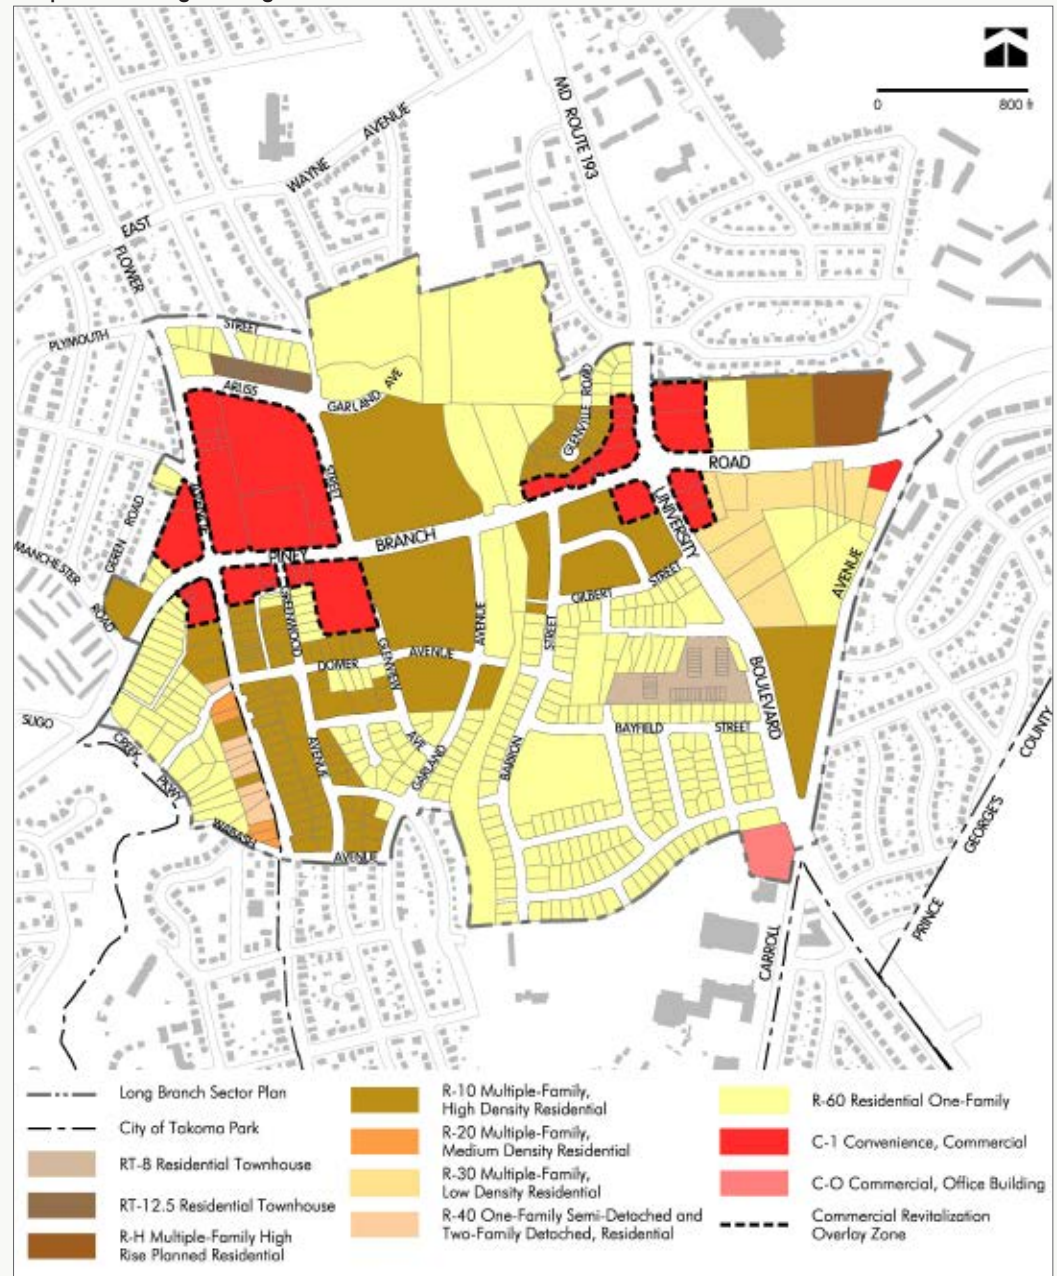 0 800 ft
MD ROUTE 193
AVENUE
WAYNE
EAST
FLOWER
PLYMOUTH
STREET
ARLISS
GARLAND AVE
GLENVILLE ROAD
ROAD
STREET
AVENUE
UNIVERSITY
BRANCH
PINEY
GEREN ROAD
MANCHESTER
ROAD
STREET
GILBERT
AVENUE
GREENWOOD
AVENUE
STREET
DOMER AVENUE
GLENVIEW
AVE
BOULEVARD
SLIGO
CREEK
PKWY
AVENUE
GARLAND
BARRON
BAYFIELD STREET
COUNTY
GEORGE'S
PRINCE
WABASH
AVENUE
CARROLL
Long Branch Sector Plan
City of Takoma Park
RT-8 Residential Townhouse
RT-12.5 Residential Townhouse
R-H Multiple-Family High
Rise Planned Residential
R-10 Multiple-Family,
High Density Residential
R-20 Multiple-Family,
Medium Density Residential
R-30 Multiple-Family,
Low Density Residential
R-40 One-Family Semi-Detached and
Two-Family Detached, Residential
R-60 Residential One-Family
C-1 Convenience, Commercial
C-O Commercial, Office Building
Commercial Revitalization
Overlay Zone